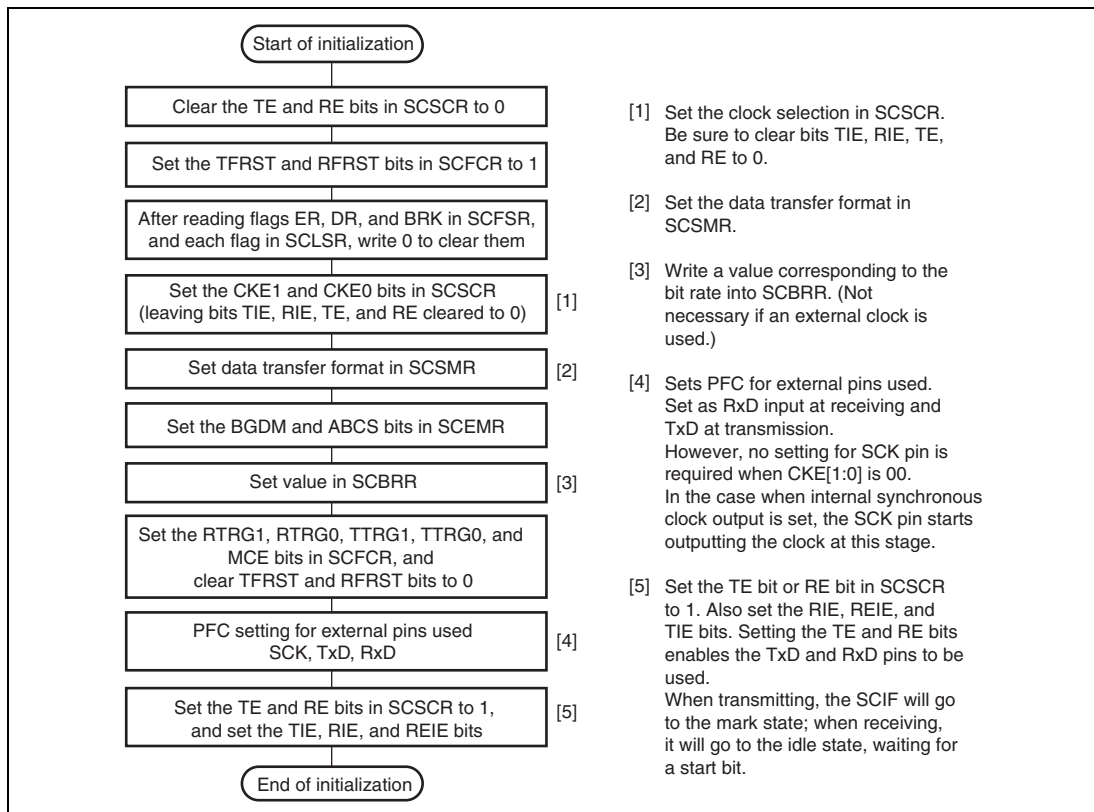 Start of initialization
Clear the TE and RE bits in SCSCR to 0
Set the TFRST and RFRST bits in SCFCR to 1
After reading flags ER, DR, and BRK in SCFSR,
and each flag in SCLSR, write 0 to clear them
Set the CKE1 and CKE0 bits in SCSCR
(leaving bits TIE, RIE, TE, and RE cleared to 0)
[1]
Set data transfer format in SCSMR
[2]
Set the BGDM and ABCS bits in SCEMR
Set value in SCBRR
[3]
Set the RTRG1, RTRG0, TTRG1, TTRG0, and
MCE bits in SCFCR, and
clear TFRST and RFRST bits to 0
PFC setting for external pins used
SCK, TxD, RxD
[4]
Set the TE and RE bits in SCSCR to 1,
and set the TIE, RIE, and REIE bits
[5]
End of initialization
[1] Set the clock selection in SCSCR.
Be sure to clear bits TIE, RIE, TE,
and RE to 0.
[2] Set the data transfer format in
SCSMR.
[3] Write a value corresponding to the
bit rate into SCBRR. (Not
necessary if an external clock is
used.)
[4] Sets PFC for external pins used.
Set as RxD input at receiving and
TxD at transmission.
However, no setting for SCK pin is
required when CKE[1:0] is 00.
In the case when internal synchronous
clock output is set, the SCK pin starts
outputting the clock at this stage.
[5] Set the TE bit or RE bit in SCSCR
to 1. Also set the RIE, REIE, and
TIE bits. Setting the TE and RE bits
enables the TxD and RxD pins to be
used.
When transmitting, the SCIF will go
to the mark state; when receiving,
it will go to the idle state, waiting for
a start bit.